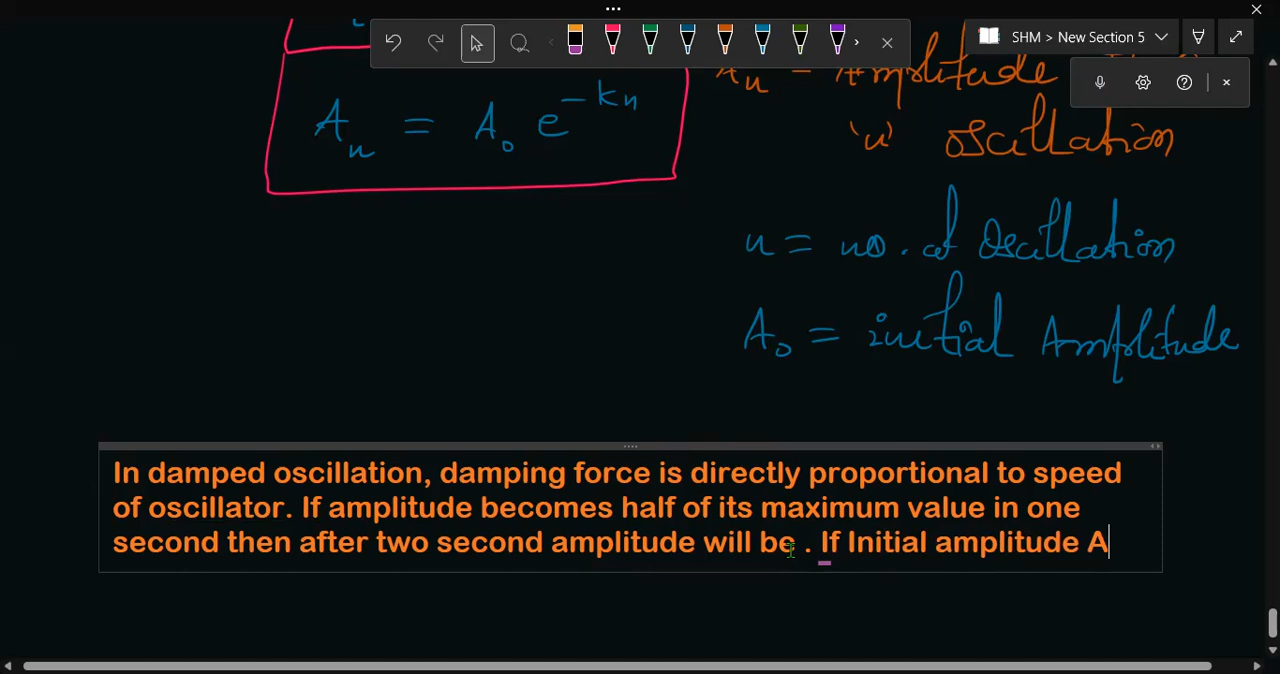 SHM > New Section 5
Aₙ = Amplitude
Aₙ = A₀ e^-kn
'n' oscillation
n = no. of Oscillation
A₀ = initial Amplitude
In damped oscillation, damping force is directly proportional to speed
of oscillator. If amplitude becomes half of its maximum value in one
second then after two second amplitude will be . If Initial amplitude A